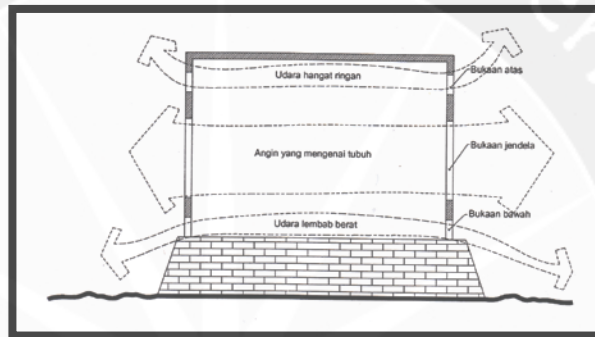 Udara hangat ringan
Bukaan atas
Angin yang mengenai tubuh
Bukaan jendela
Bukaan bawah
Udara lembab berat